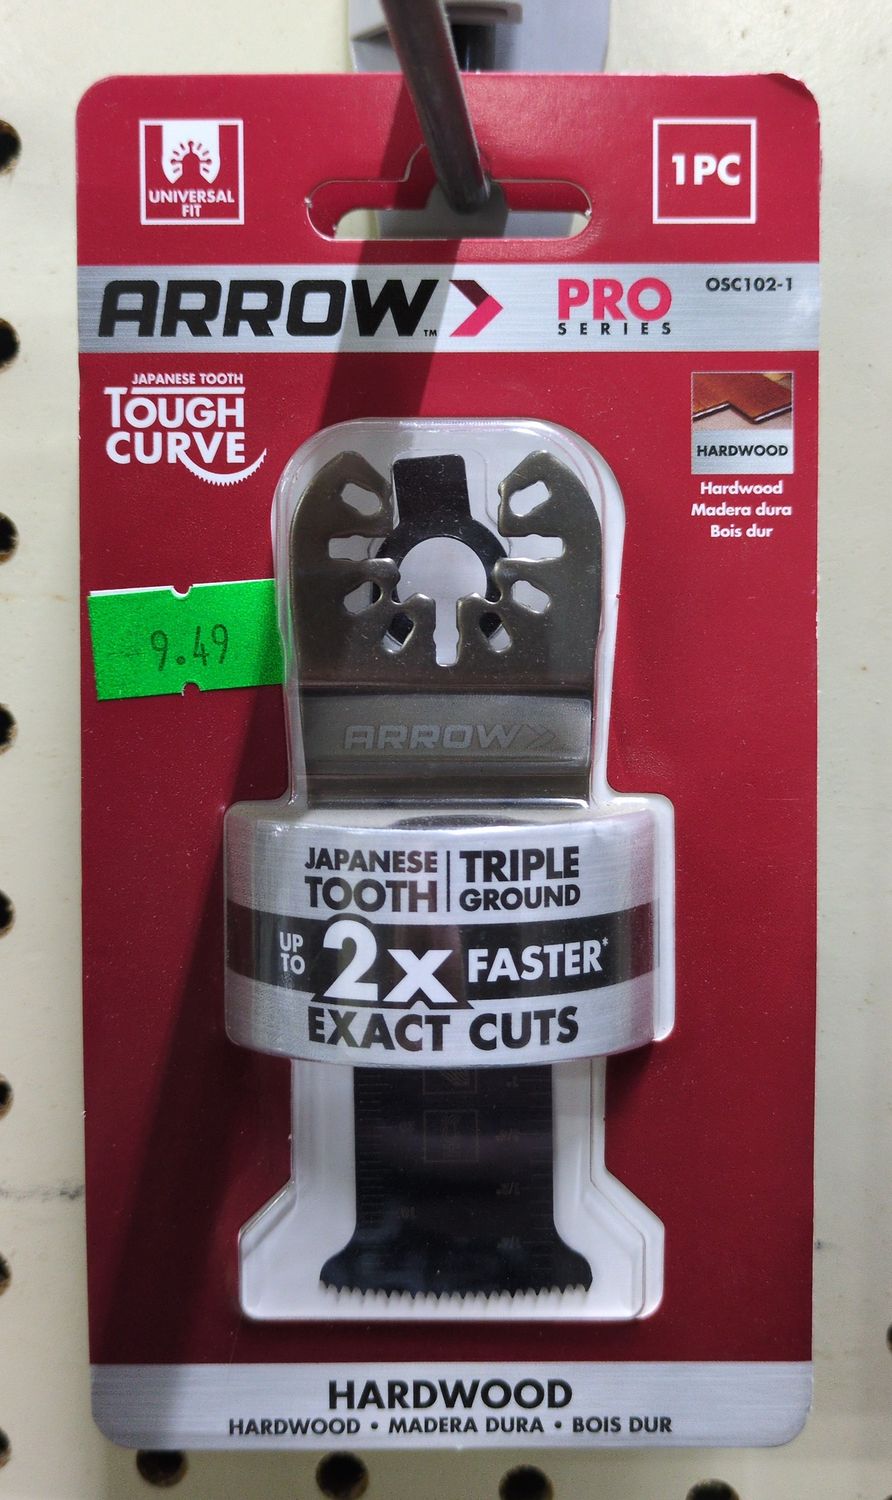 UNIVERSAL
FIT
1PC
ARROW™
PRO
SERIES
OSC102-1
JAPANESE TOOTH
TOUGH
CURVE
HARDWOOD
Hardwood
Madera dura
Bois dur
9.49
ARROW
JAPANESE
TOOTH
TRIPLE
GROUND
UP
TO
2x
FASTER*
EXACT CUTS
HARDWOOD
HARDWOOD • MADERA DURA • BOIS DUR